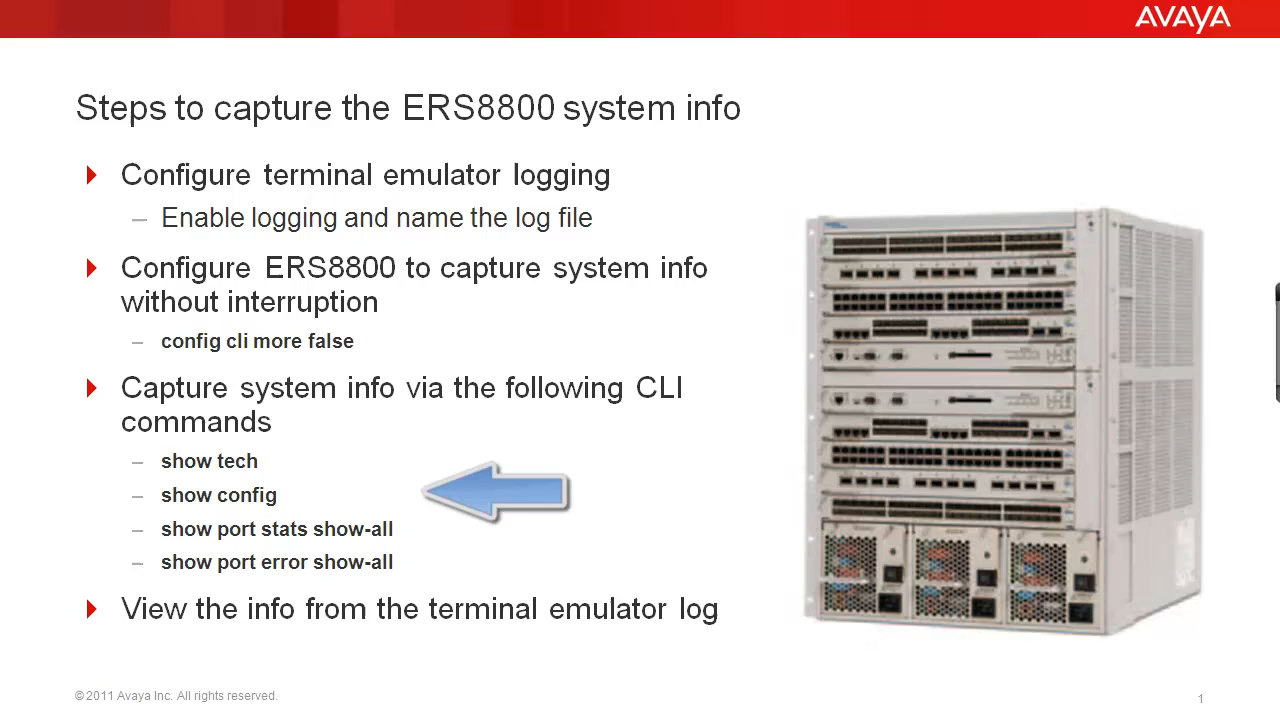 AVAYA
Steps to capture the ERS8800 system info
Configure terminal emulator logging
– Enable logging and name the log file
Configure ERS8800 to capture system info
without interruption
– config cli more false
Capture system info via the following CLI
commands
– show tech
– show config
– show port stats show-all
– show port error show-all
View the info from the terminal emulator log
© 2011 Avaya Inc. All rights reserved.
1